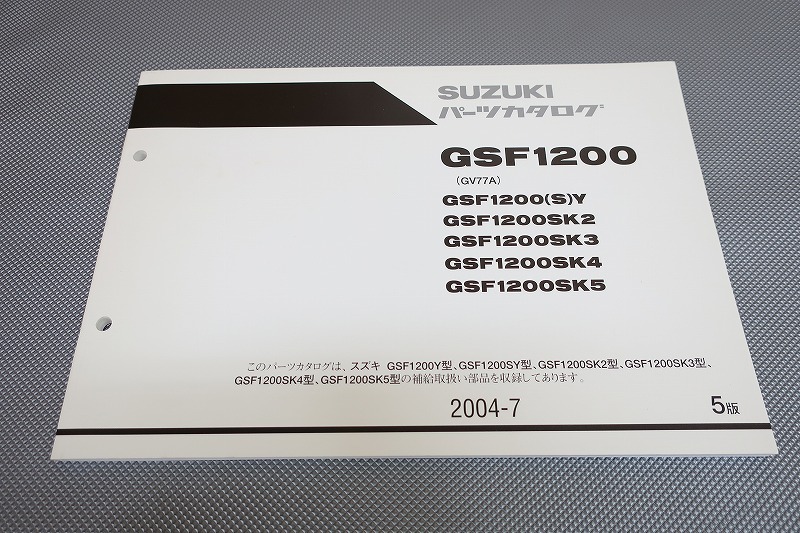 SUZUKI
パーツカタログ
GSF1200
(GV77A)
GSF1200(S)Y
GSF1200SK2
GSF1200SK3
GSF1200SK4
GSF1200SK5
このパーツカタログは、スズキ GSF1200Y型、GSF1200SY型、GSF1200SK2型、GSF1200SK3型、
GSF1200SK4型、GSF1200SK5型の補給取扱い部品を収録してあります。
2004-7
5版